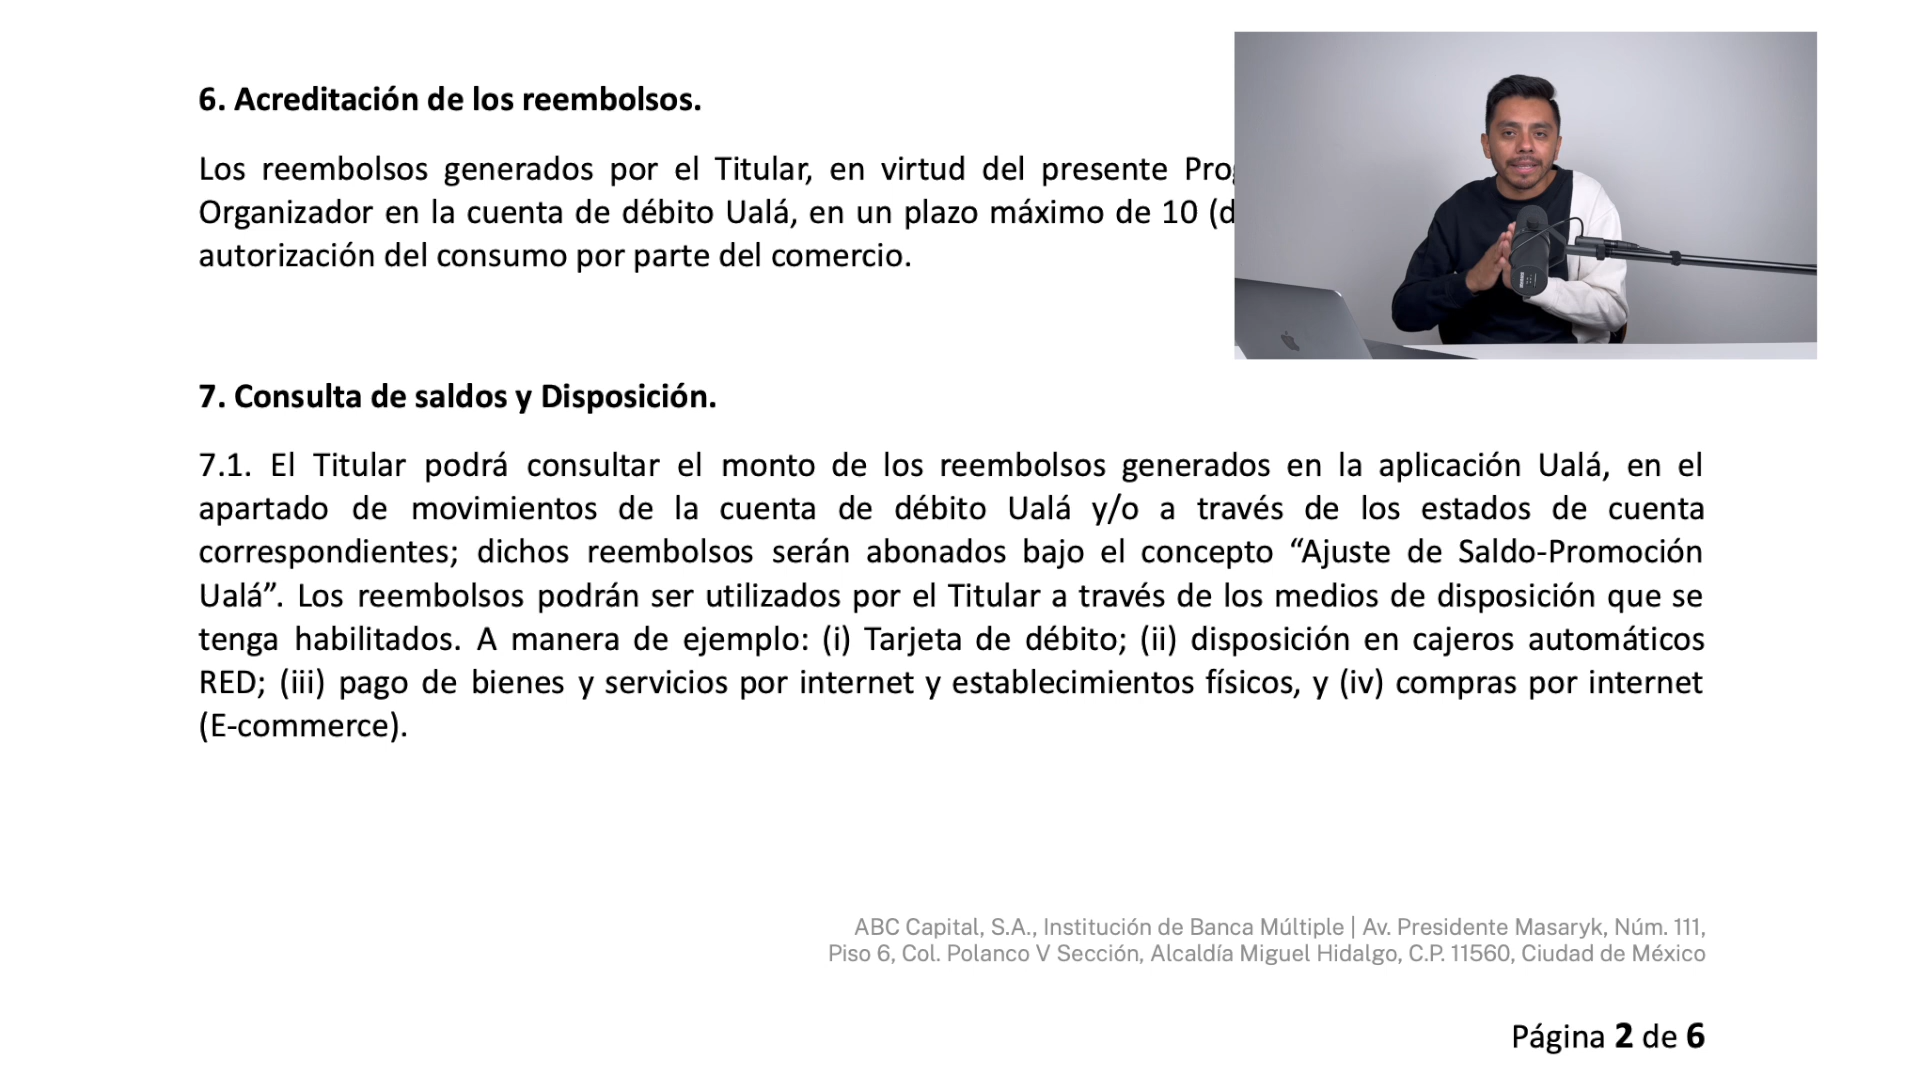 6. Acreditación de los reembolsos.
Los reembolsos generados por el Titular, en virtud del presente
Organizador en la cuenta de débito Ualá, en un plazo máximo de 10
autorización del consumo por parte del comercio.
7. Consulta de saldos y Disposición.
7.1. El Titular podrá consultar el monto de los reembolsos generados en la aplicación Ualá, en el
apartado de movimientos de la cuenta de débito Ualá y/o a través de los estados de cuenta
correspondientes; dichos reembolsos serán abonados bajo el concepto “Ajuste de Saldo-Promoción
Ualá”. Los reembolsos podrán ser utilizados por el Titular a través de los medios de disposición que se
tenga habilitados. A manera de ejemplo: (i) Tarjeta de débito; (ii) disposición en cajeros automáticos
RED; (iii) pago de bienes y servicios por internet y establecimientos físicos, y (iv) compras por internet
(E-commerce).
ABC Capital, S.A., Institución de Banca Múltiple | Av. Presidente Masaryk, Núm. 111,
Piso 6, Col. Polanco V Sección, Alcaldía Miguel Hidalgo, C.P. 11560, Ciudad de México
Página 2 de 6